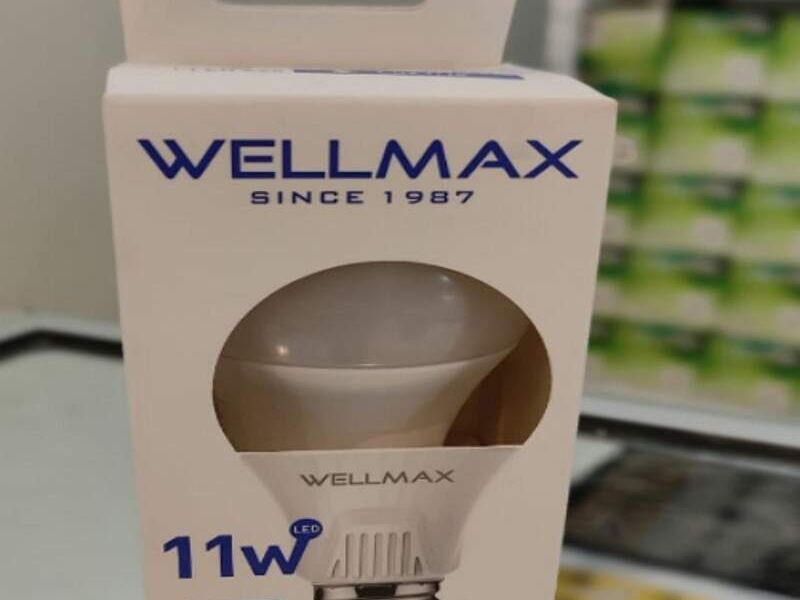 WELLMAX
SINCE 1987
WELLMAX
LED
11W